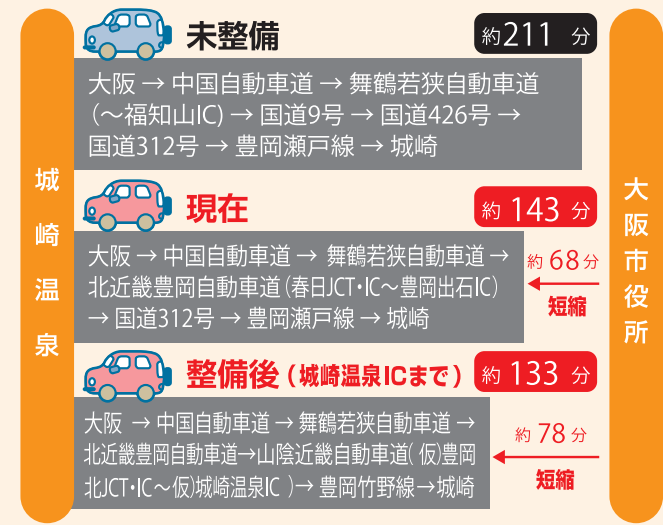 城崎温泉
大阪市役所
未整備
約211 分
大阪 → 中国自動車道 → 舞鶴若狭自動車道
(～福知山IC) → 国道9号 → 国道426号 →
国道312号 → 豊岡瀬戸線 → 城崎
現在
約 143 分
大阪 → 中国自動車道 → 舞鶴若狭自動車道 →
北近畿豊岡自動車道(春日JCT・IC～豊岡出石IC)
→ 国道312号 → 豊岡瀬戸線 → 城崎
約 68 分
短縮
整備後(城崎温泉ICまで)
約 133 分
大阪 → 中国自動車道 → 舞鶴若狭自動車道 →
北近畿豊岡自動車道→山陰近畿自動車道( 仮)豊岡
北JCT・IC～仮)城崎温泉IC )→ 豊岡竹野線→城崎
約 78 分
短縮